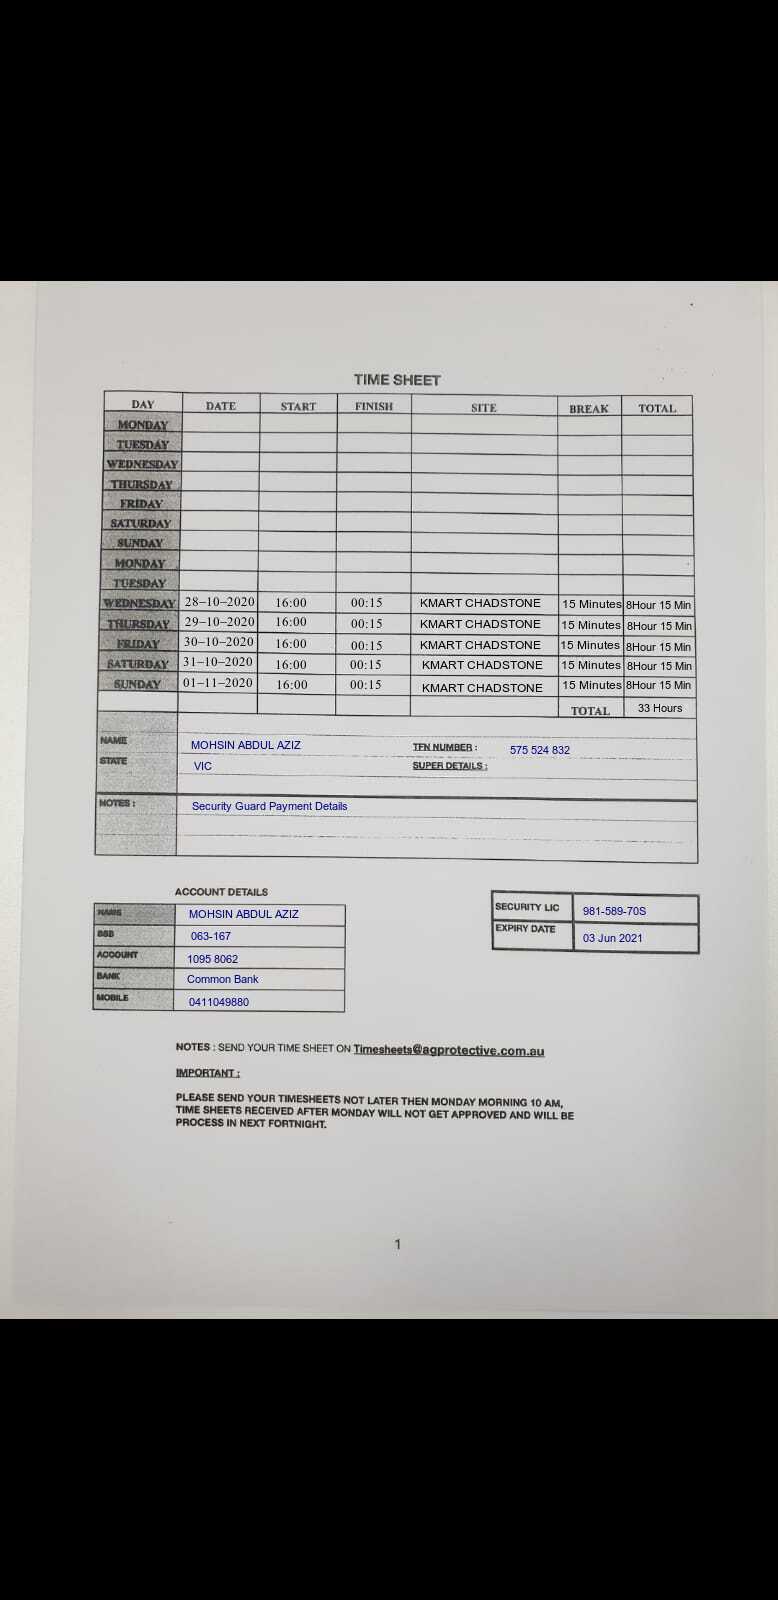 TIME SHEET
DAY DATE START FINISH SITE BREAK TOTAL
MONDAY
TUESDAY
WEDNESDAY
THURSDAY
FRIDAY
SATURDAY
SUNDAY
MONDAY
TUESDAY
WEDNESDAY 28-10-2020 16:00 00:15 KMART CHADSTONE 15 Minutes 8Hour 15 Min
THURSDAY 29-10-2020 16:00 00:15 KMART CHADSTONE 15 Minutes 8Hour 15 Min
FRIDAY 30-10-2020 16:00 00:15 KMART CHADSTONE 15 Minutes 8Hour 15 Min
SATURDAY 31-10-2020 16:00 00:15 KMART CHADSTONE 15 Minutes 8Hour 15 Min
SUNDAY 01-11-2020 16:00 00:15 KMART CHADSTONE 15 Minutes 8Hour 15 Min
TOTAL 33 Hours
NAME MOHSIN ABDUL AZIZ TFN NUMBER : 575 524 832
STATE VIC SUPER DETAILS :
NOTES : Security Guard Payment Details
ACCOUNT DETAILS
NAME MOHSIN ABDUL AZIZ
BSB 063-167
ACCOUNT 1095 8062
BANK Common Bank
MOBILE 0411049880
SECURITY LIC 981-589-70S
EXPIRY DATE 03 Jun 2021
NOTES : SEND YOUR TIME SHEET ON Timesheets@agprotective.com.au
IMPORTANT :
PLEASE SEND YOUR TIMESHEETS NOT LATER THEN MONDAY MORNING 10 AM,
TIME SHEETS RECEIVED AFTER MONDAY WILL NOT GET APPROVED AND WILL BE
PROCESS IN NEXT FORTNIGHT.
1